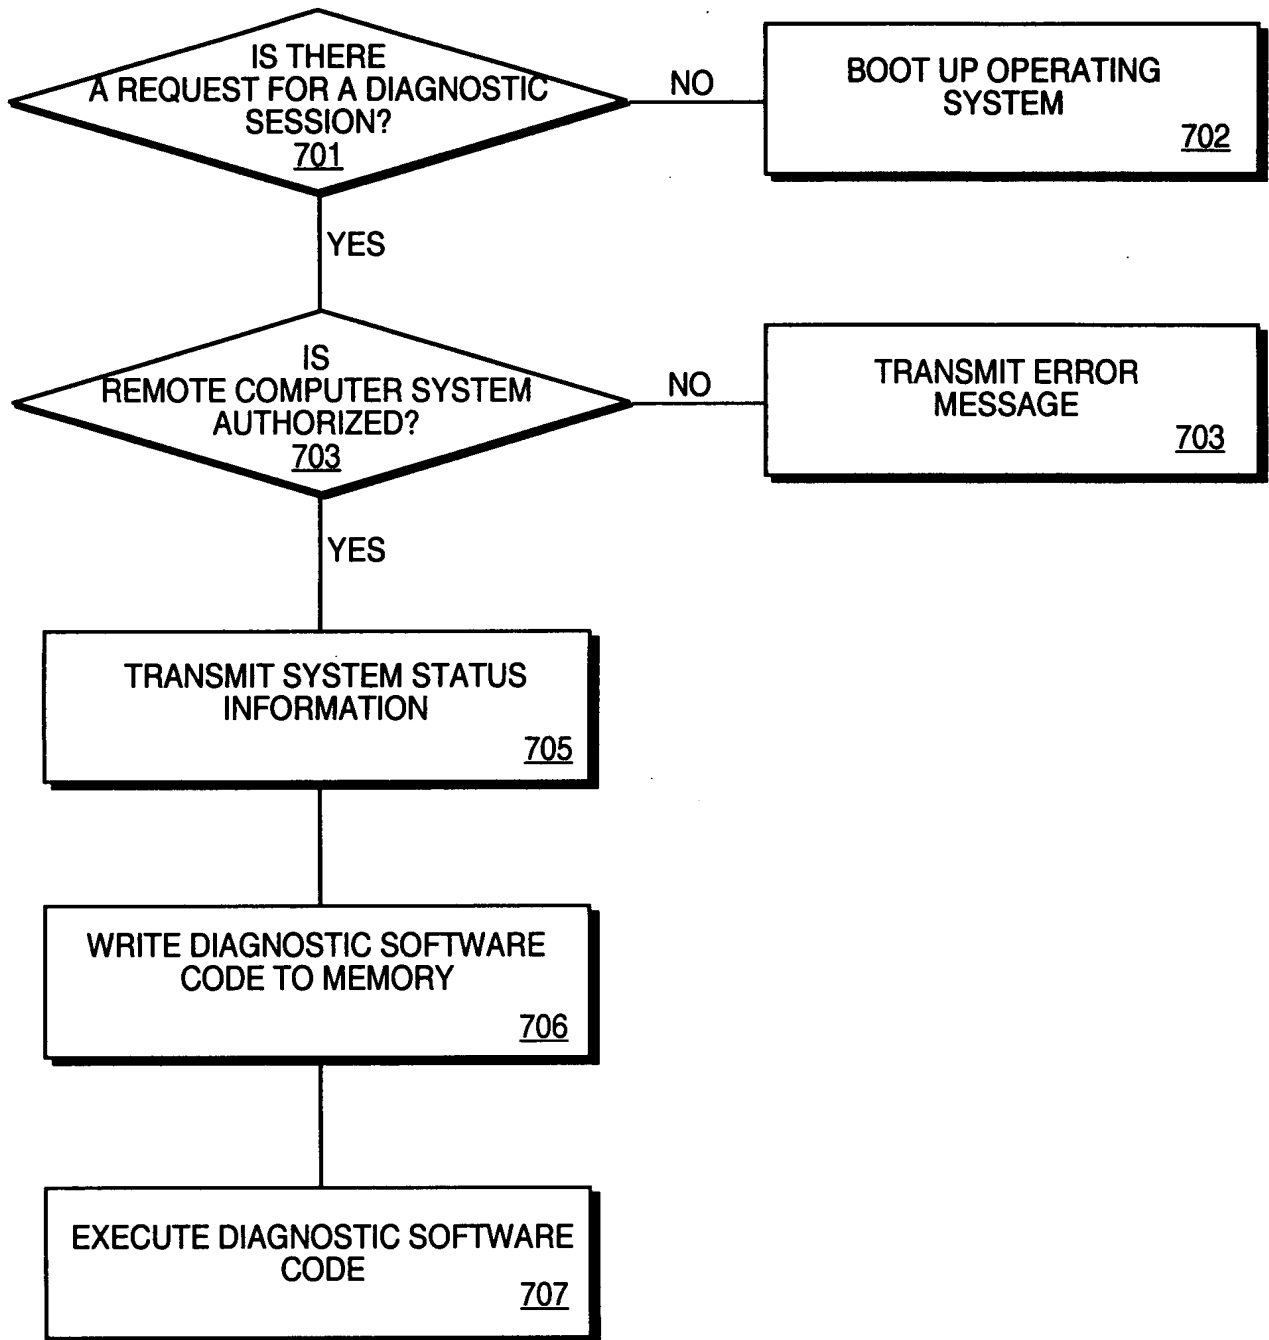 IS THERE
A REQUEST FOR A DIAGNOSTIC
SESSION?
701
NO
BOOT UP OPERATING
SYSTEM
702
YES
IS
REMOTE COMPUTER SYSTEM
AUTHORIZED?
703
NO
TRANSMIT ERROR
MESSAGE
703
YES
TRANSMIT SYSTEM STATUS
INFORMATION
705
WRITE DIAGNOSTIC SOFTWARE
CODE TO MEMORY
706
EXECUTE DIAGNOSTIC SOFTWARE
CODE
707